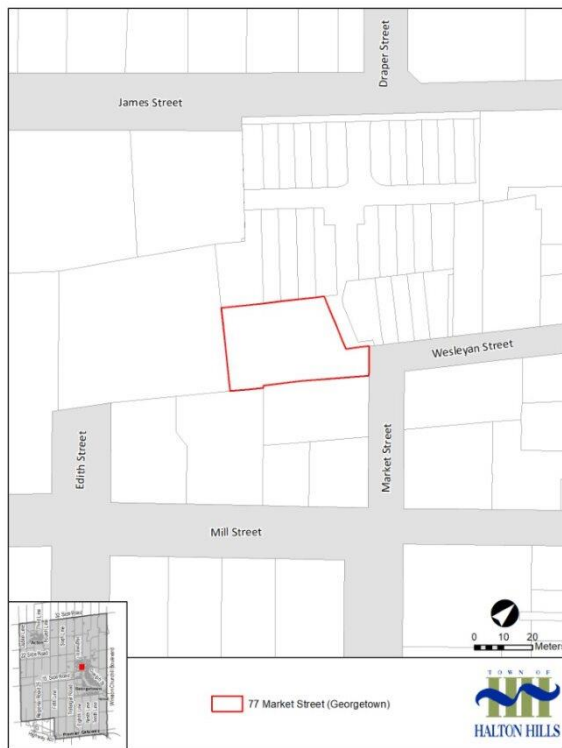 Draper Street
James Street
Wesleyan Street
Edith Street
Market Street
Mill Street
0 10 20
Meters
77 Market Street (Georgetown)
TOWN OF
HALTON HILLS